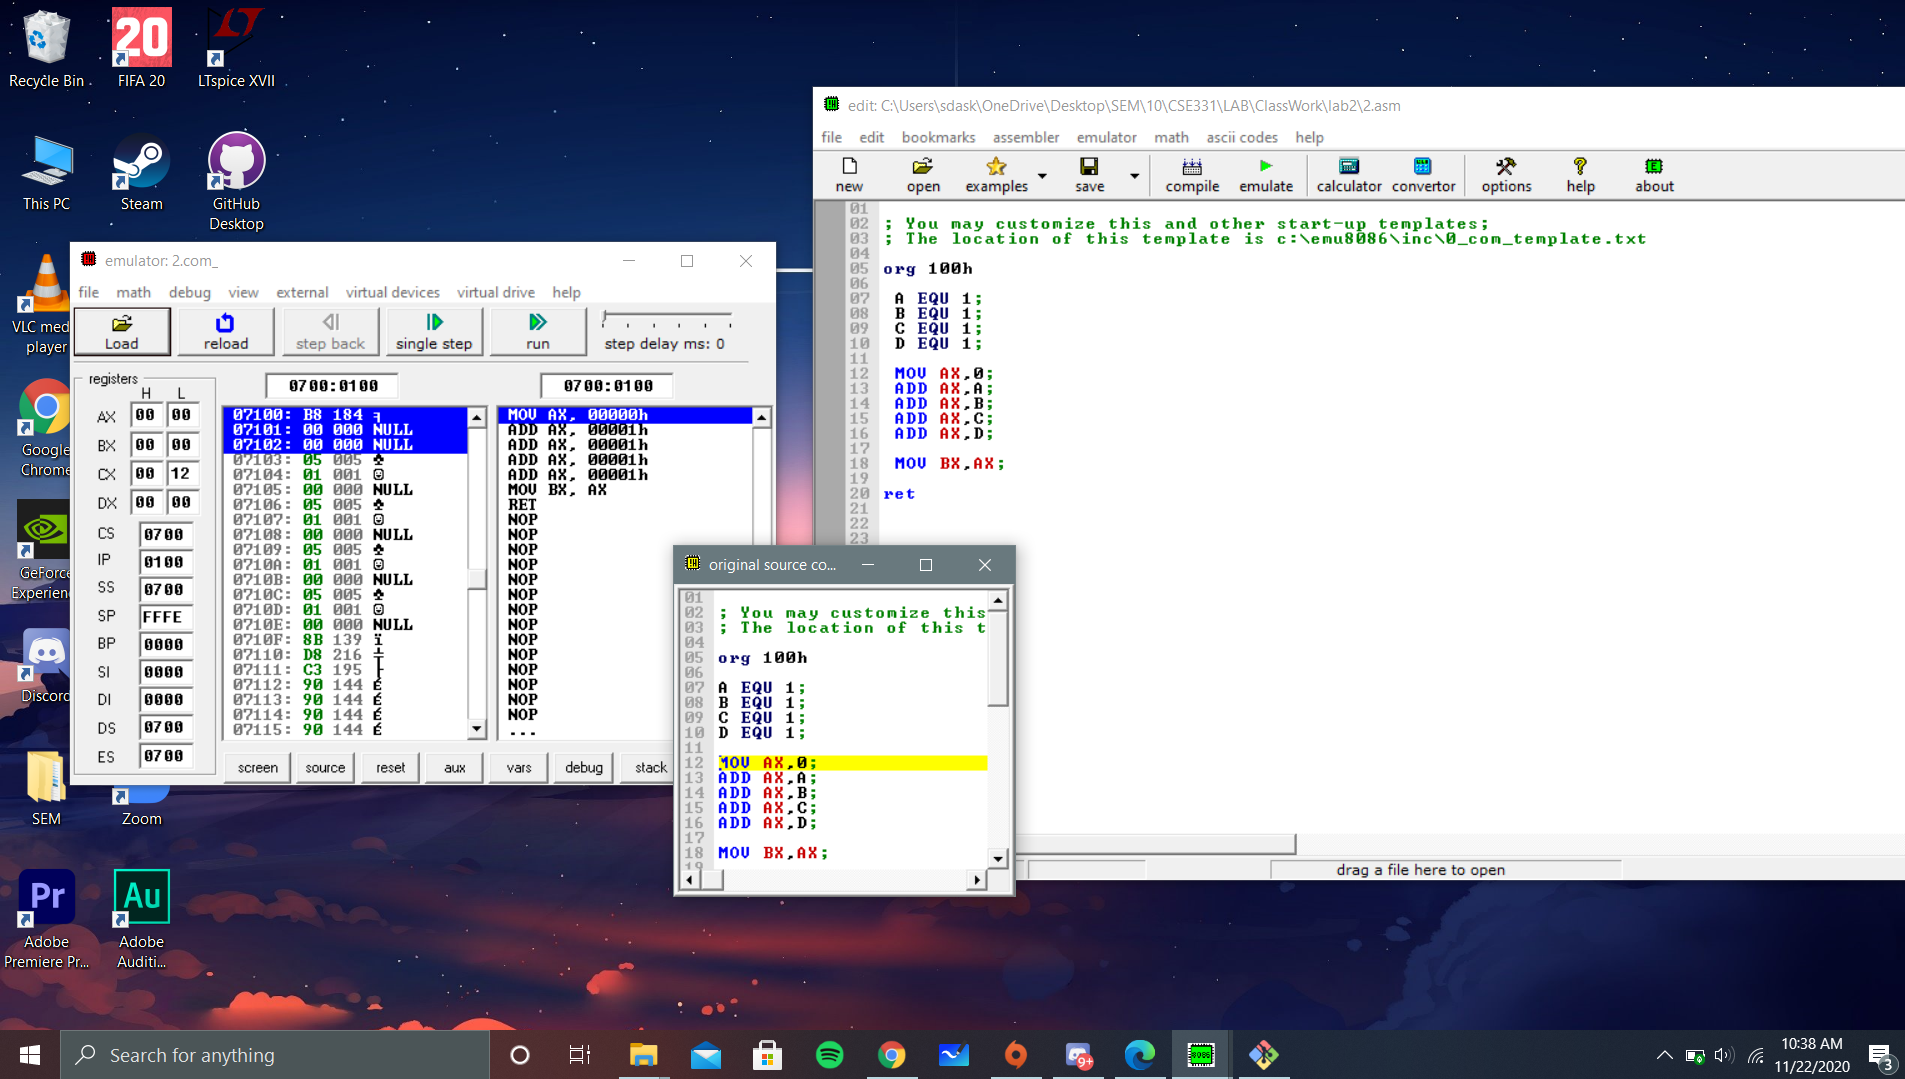 Recycle Bin
FIFA 20
LTspice XVII
This PC
Steam
GitHub
Desktop
VLC med
player
Google
Chrome
GeForce
Experien
Discord
SEM
Zoom
Adobe
Premiere Pr...
Adobe
Auditi...
20
Pr
Au
emulator: 2.com_
file math debug view external virtual devices virtual drive help
Load reload step back single step run step delay ms: 0
registers
H L
AX 00 00
BX 00 00
CX 00 12
DX 00 00
CS 0700
IP 0100
SS 0700
SP FFFE
BP 0000
SI 0000
DI 0000
DS 0700
ES 0700
0700:0100
07100: B8 184 ╕
07101: 00 000 NULL
07102: 00 000 NULL
07103: 05 005 ♣
07104: 01 001 ☺
07105: 00 000 NULL
07106: 05 005 ♣
07107: 01 001 ☺
07108: 00 000 NULL
07109: 05 005 ♣
0710A: 01 001 ☺
0710B: 00 000 NULL
0710C: 05 005 ♣
0710D: 01 001 ☺
0710E: 00 000 NULL
0710F: 8B 139 ï
07110: D8 216 ╪
07111: C3 195 ├
07112: 90 144 É
07113: 90 144 É
07114: 90 144 É
07115: 90 144 É
0700:0100
MOV AX, 00000h
ADD AX, 00001h
ADD AX, 00001h
ADD AX, 00001h
ADD AX, 00001h
MOV BX, AX
RET
NOP
NOP
NOP
NOP
NOP
NOP
NOP
NOP
NOP
NOP
NOP
NOP
NOP
NOP
...
screen source reset aux vars debug stack
edit: C:\Users\sdask\OneDrive\Desktop\SEM\10\CSE331\LAB\ClassWork\lab2\2.asm
file edit bookmarks assembler emulator math ascii codes help
new open examples save compile emulate calculator convertor options help about
01
02 ; You may customize this and other start-up templates;
03 ; The location of this template is c:\emu8086\inc\0_com_template.txt
04
05 org 100h
06
07 A EQU 1;
08 B EQU 1;
09 C EQU 1;
10 D EQU 1;
11
12 MOV AX,0;
13 ADD AX,A;
14 ADD AX,B;
15 ADD AX,C;
16 ADD AX,D;
17
18 MOV BX,AX;
19
20 ret
21
22
23
drag a file here to open
original source co...
01
02 ; You may customize this
03 ; The location of this t
04
05 org 100h
06
07 A EQU 1;
08 B EQU 1;
09 C EQU 1;
10 D EQU 1;
11
12 MOV AX,0;
13 ADD AX,A;
14 ADD AX,B;
15 ADD AX,C;
16 ADD AX,D;
17
18 MOV BX,AX;
19
Search for anything
9+
8086
10:38 AM
11/22/2020
3